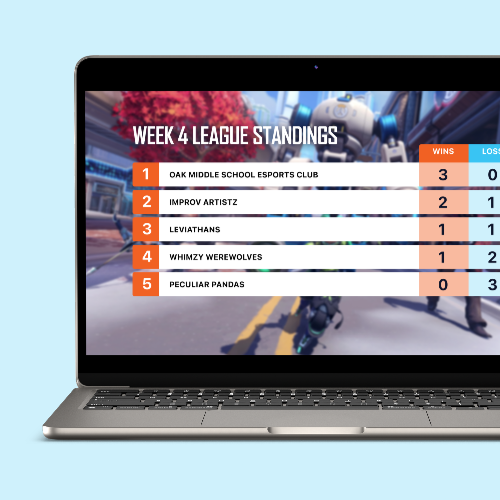 WEEK 4 LEAGUE STANDINGS
WINS LOSS
1 OAK MIDDLE SCHOOL ESPORTS CLUB 3 0
2 IMPROV ARTISTZ 2 1
3 LEVIATHANS 1 1
4 WHIMZY WEREWOLVES 1 2
5 PECULIAR PANDAS 0 3